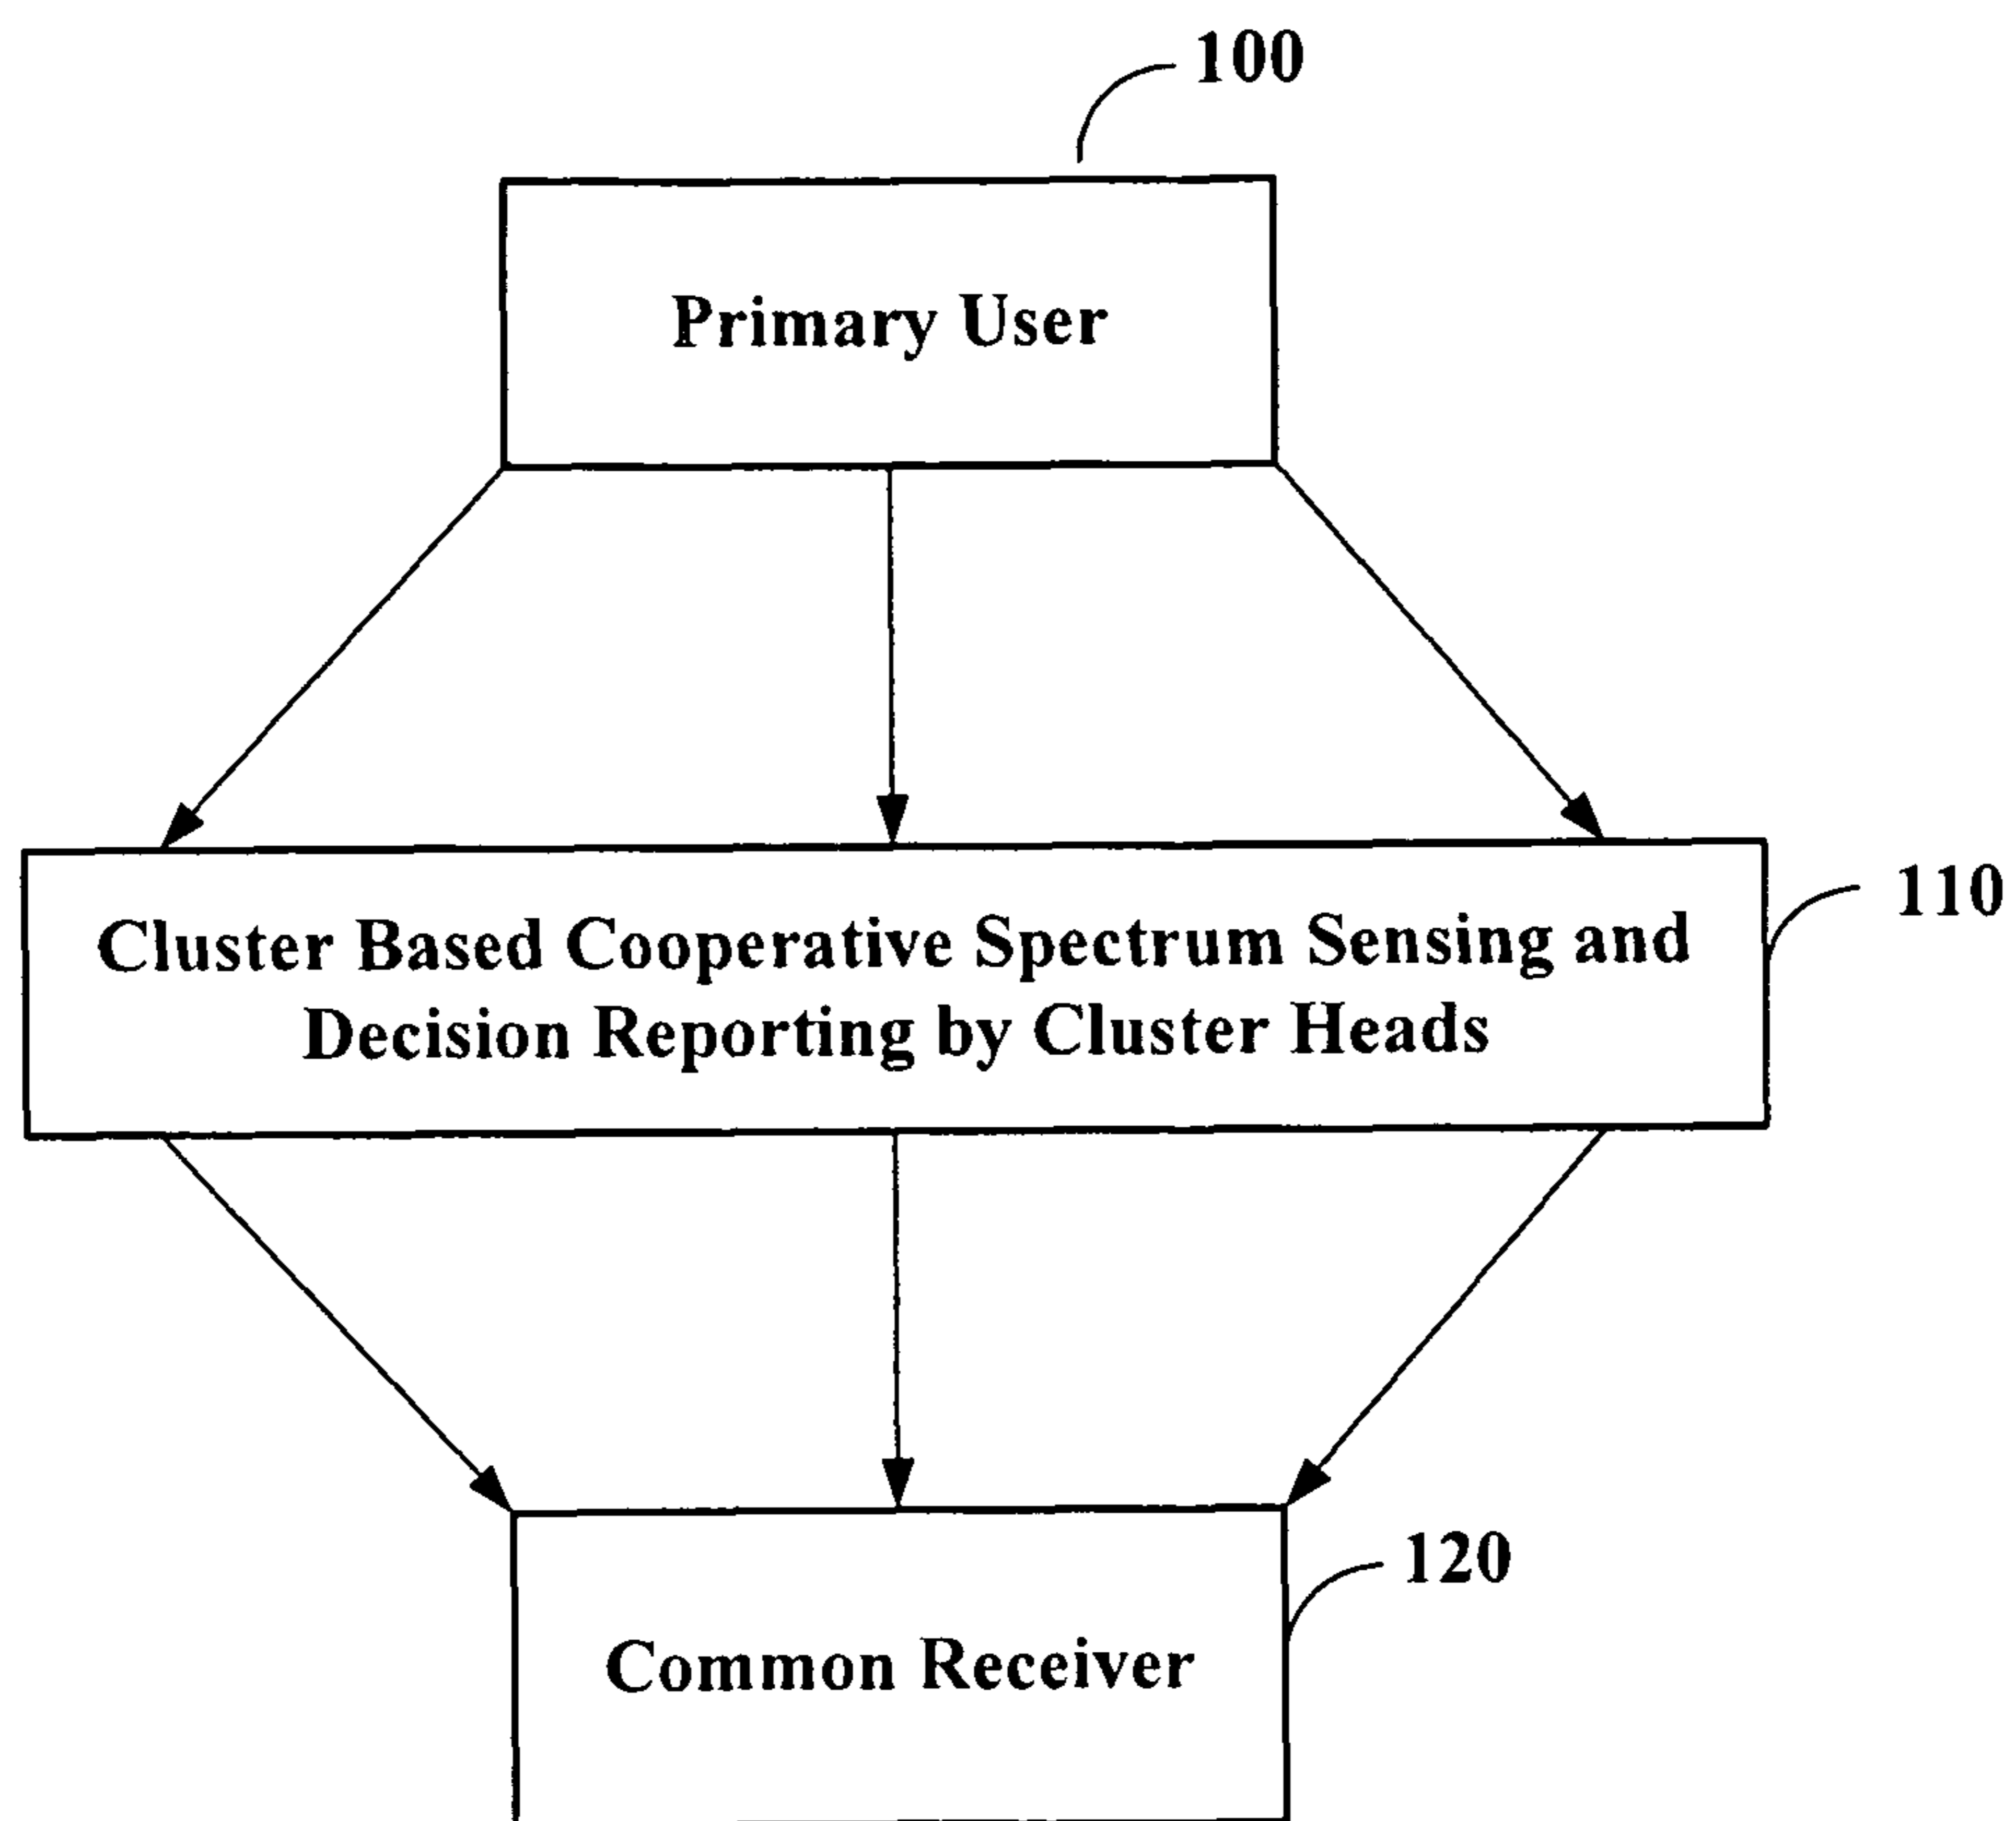 100
Primary User
110
Cluster Based Cooperative Spectrum Sensing and
Decision Reporting by Cluster Heads
120
Common Receiver